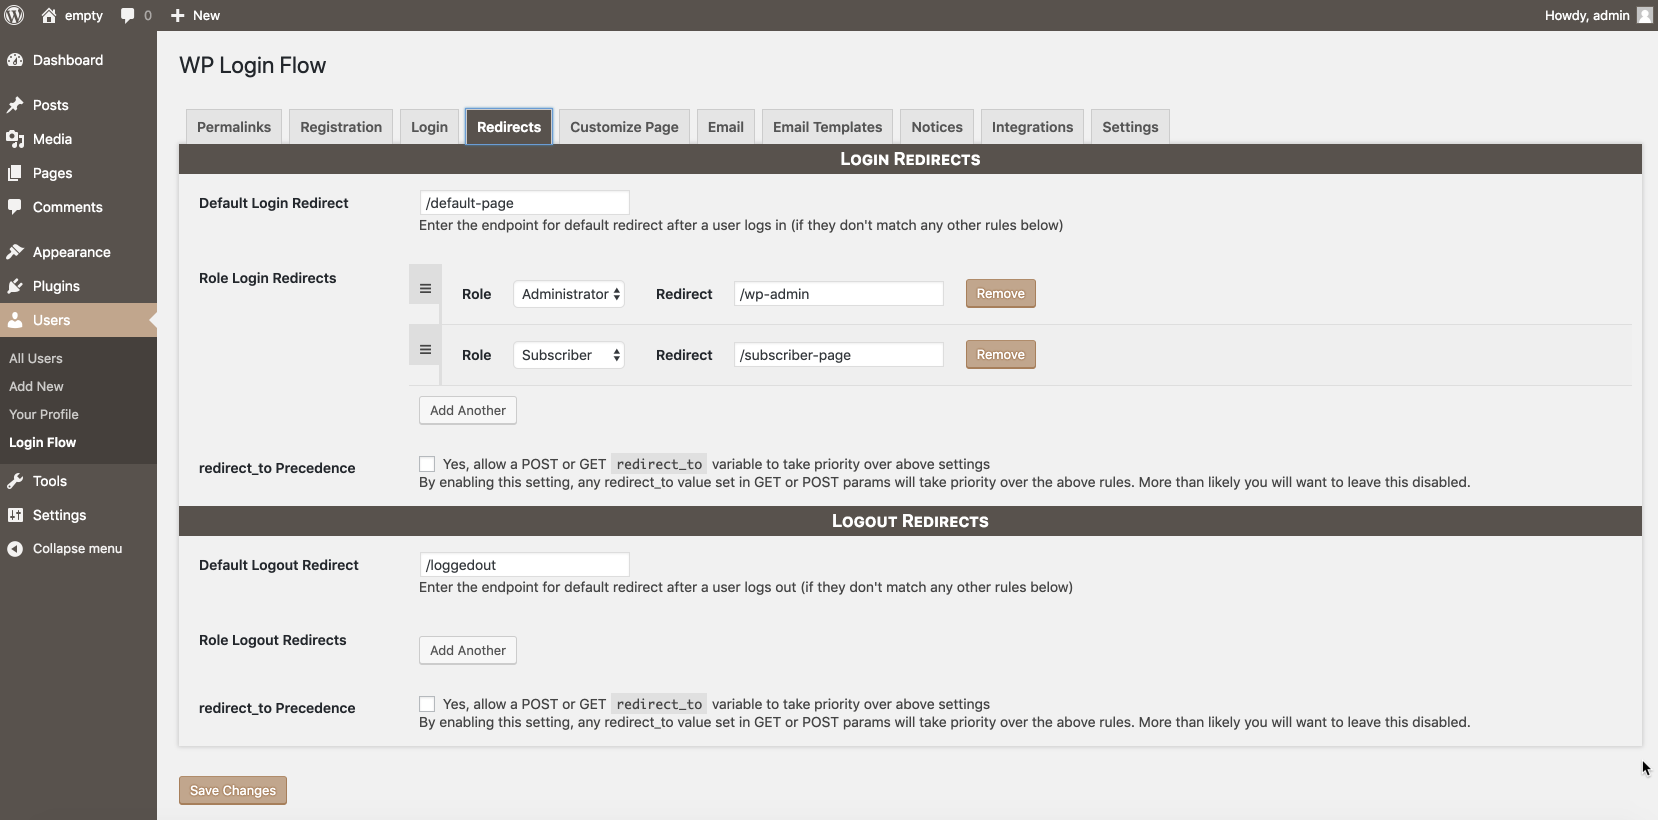 empty 0 New Howdy, admin
Dashboard
Posts
Media
Pages
Comments
Appearance
Plugins
Users
All Users
Add New
Your Profile
Login Flow
Tools
Settings
Collapse menu
WP Login Flow
Permalinks Registration Login Redirects Customize Page Email Email Templates Notices Integrations Settings
Login Redirects
Default Login Redirect /default-page
Enter the endpoint for default redirect after a user logs in (if they don't match any other rules below)
Role Login Redirects
Role Administrator Redirect /wp-admin Remove
Role Subscriber Redirect /subscriber-page Remove
Add Another
redirect_to Precedence Yes, allow a POST or GET redirect_to variable to take priority over above settings
By enabling this setting, any redirect_to value set in GET or POST params will take priority over the above rules. More than likely you will want to leave this disabled.
Logout Redirects
Default Logout Redirect /loggedout
Enter the endpoint for default redirect after a user logs out (if they don't match any other rules below)
Role Logout Redirects
Add Another
redirect_to Precedence Yes, allow a POST or GET redirect_to variable to take priority over above settings
By enabling this setting, any redirect_to value set in GET or POST params will take priority over the above rules. More than likely you will want to leave this disabled.
Save Changes